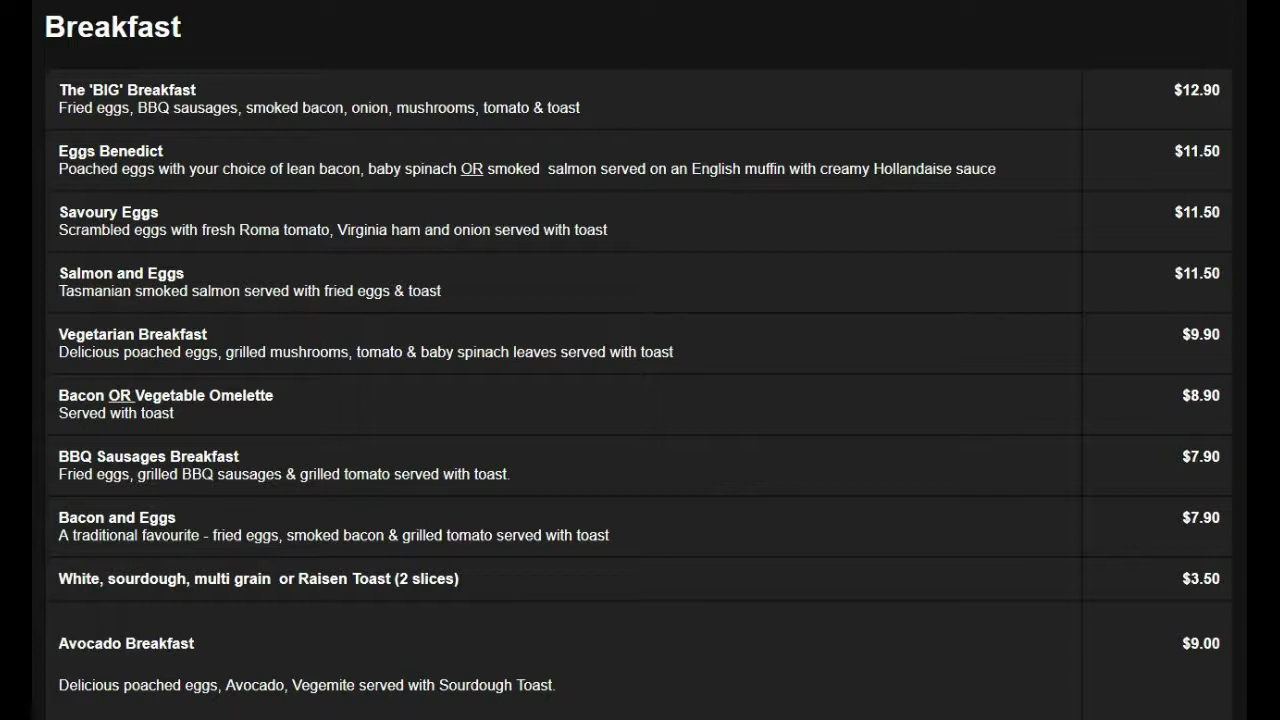 Breakfast
The 'BIG' Breakfast $12.90
Fried eggs, BBQ sausages, smoked bacon, onion, mushrooms, tomato & toast
Eggs Benedict $11.50
Poached eggs with your choice of lean bacon, baby spinach OR smoked  salmon served on an English muffin with creamy Hollandaise sauce
Savoury Eggs $11.50
Scrambled eggs with fresh Roma tomato, Virginia ham and onion served with toast
Salmon and Eggs $11.50
Tasmanian smoked salmon served with fried eggs & toast
Vegetarian Breakfast $9.90
Delicious poached eggs, grilled mushrooms, tomato & baby spinach leaves served with toast
Bacon OR Vegetable Omelette $8.90
Served with toast
BBQ Sausages Breakfast $7.90
Fried eggs, grilled BBQ sausages & grilled tomato served with toast.
Bacon and Eggs $7.90
A traditional favourite - fried eggs, smoked bacon & grilled tomato served with toast
White, sourdough, multi grain  or Raisen Toast (2 slices) $3.50
Avocado Breakfast $9.00
Delicious poached eggs, Avocado, Vegemite served with Sourdough Toast.